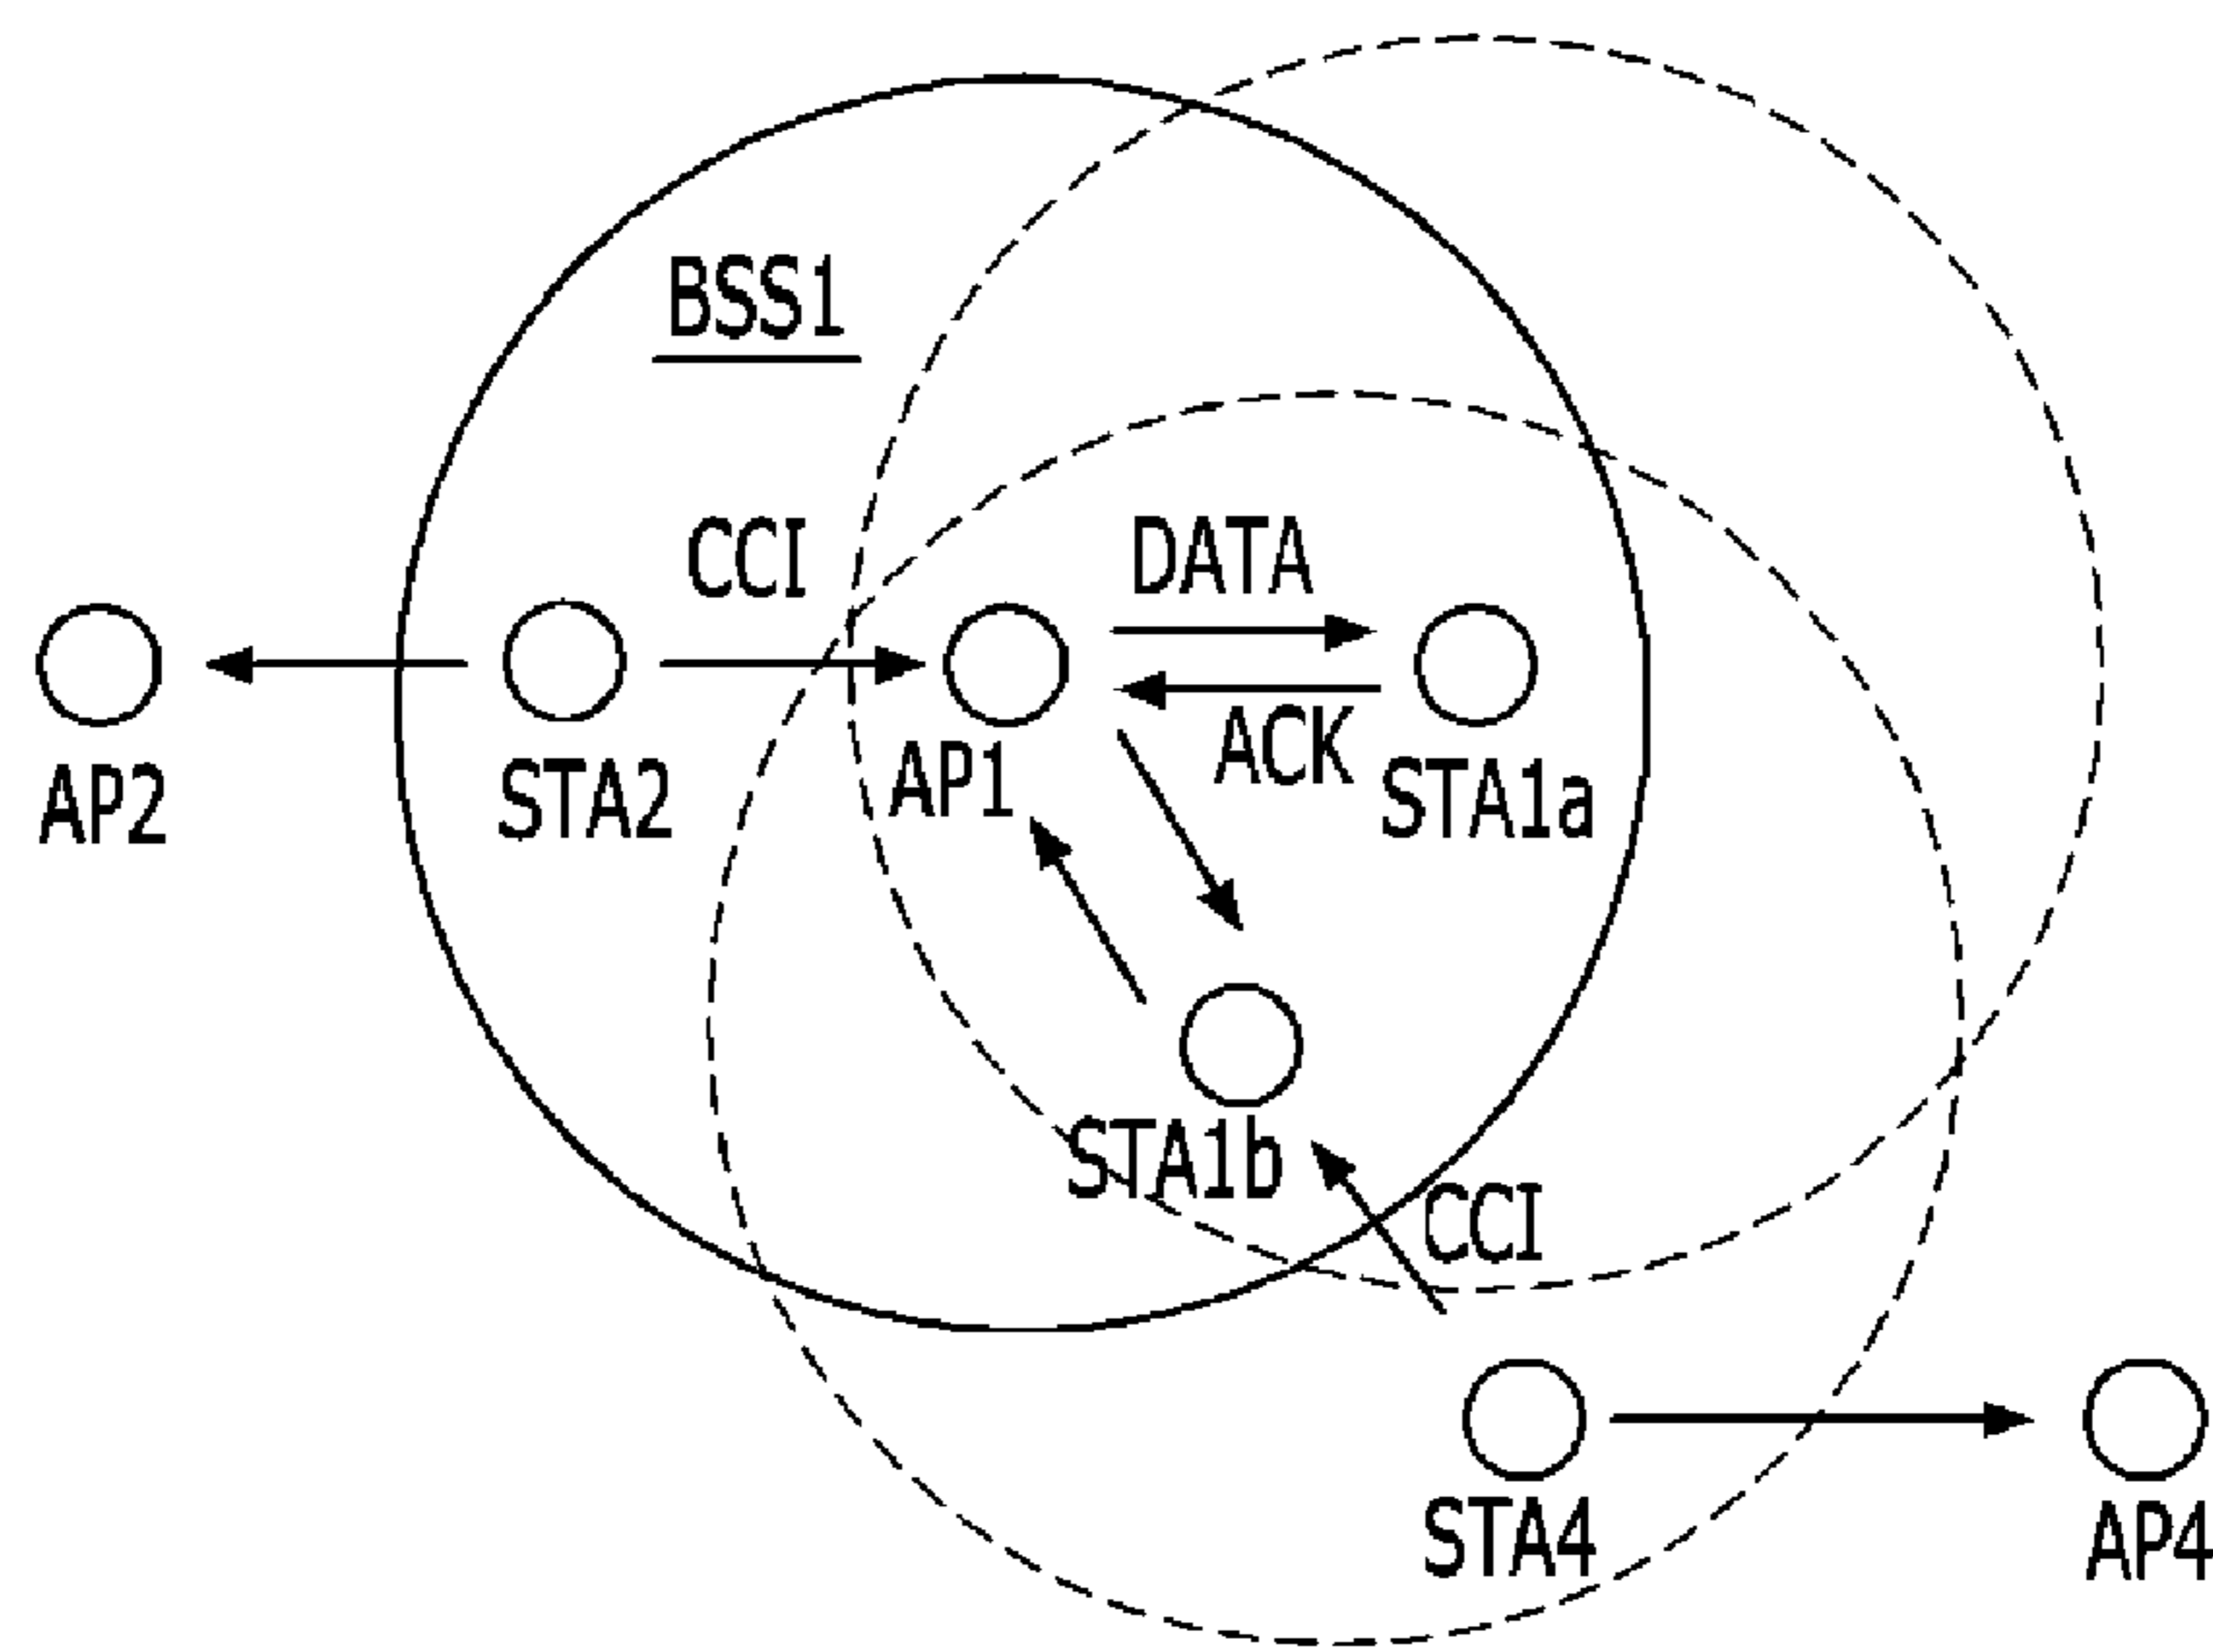 BSS1
CCI
DATA
ACK
AP2
STA2
AP1
STA1a
STA1b
CCI
STA4
AP4